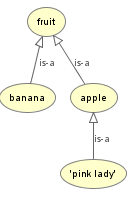 fruit
is-a is-a
banana apple
is-a
'pink lady'